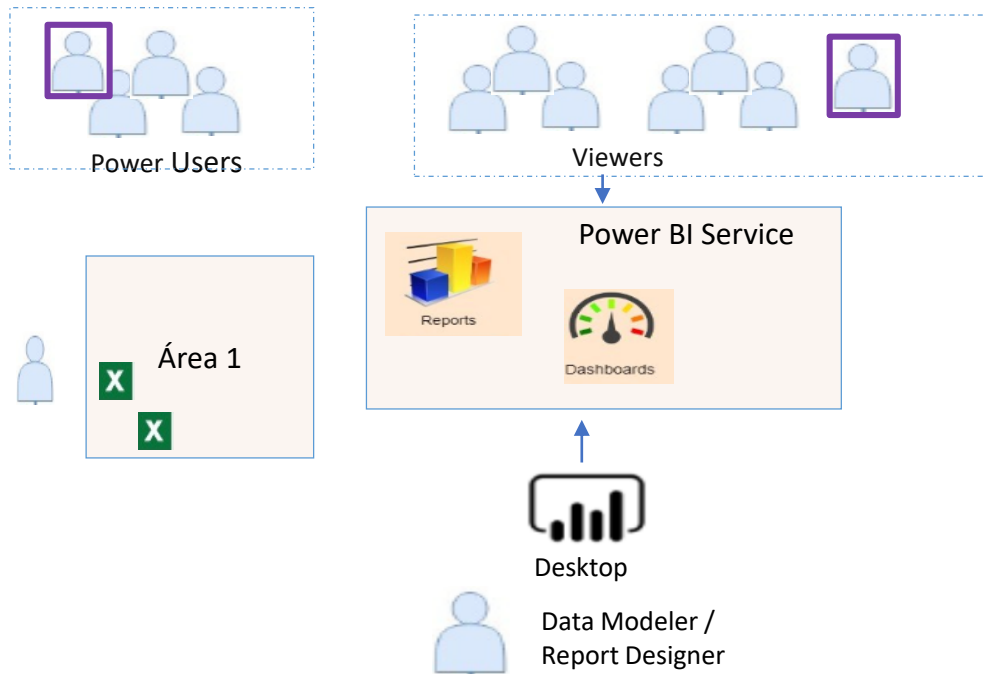 Power Users
Viewers
Power BI Service
Reports
Dashboards
Área 1
X
X
Desktop
Data Modeler /
Report Designer